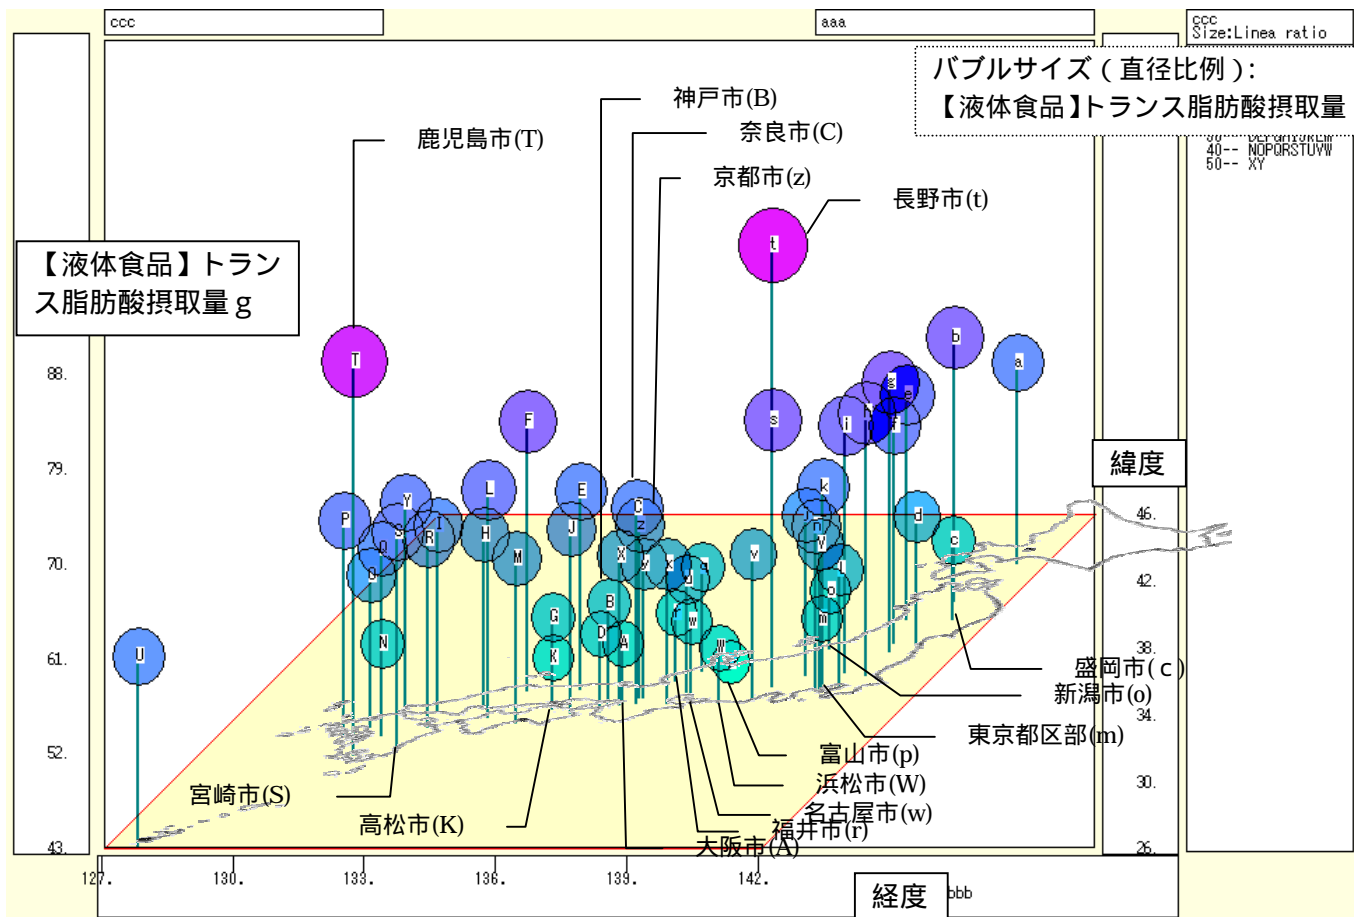 ccc
aaa
ccc
Size:Linea ratio
バブルサイズ(直径比例):
【液体食品】トランス脂肪酸摂取量
40-- NOPQRSTUVW
50-- XY
神戸市(B)
奈良市(C)
鹿児島市(T)
京都市(z)
長野市(t)
【液体食品】トラン
ス脂肪酸摂取量g
緯度
88.
79.
70.
61.
52.
43.
46.
42.
38.
34.
30.
26.
t
b
a
T
g
e
F
s
h
i
f
k
L
E
Y
C
P
S
I
z
d
n
R
H
J
Q
V
c
M
X
y
x
q
v
O
l
u
o
B
G
r
w
m
D
A
N
K
W
U
盛岡市(c)
新潟市(o)
東京都区部(m)
富山市(p)
浜松市(W)
名古屋市(w)
福井市(r)
大阪市(A)
宮崎市(S)
高松市(K)
127.
130.
133.
136.
139.
142.
経度
bbb